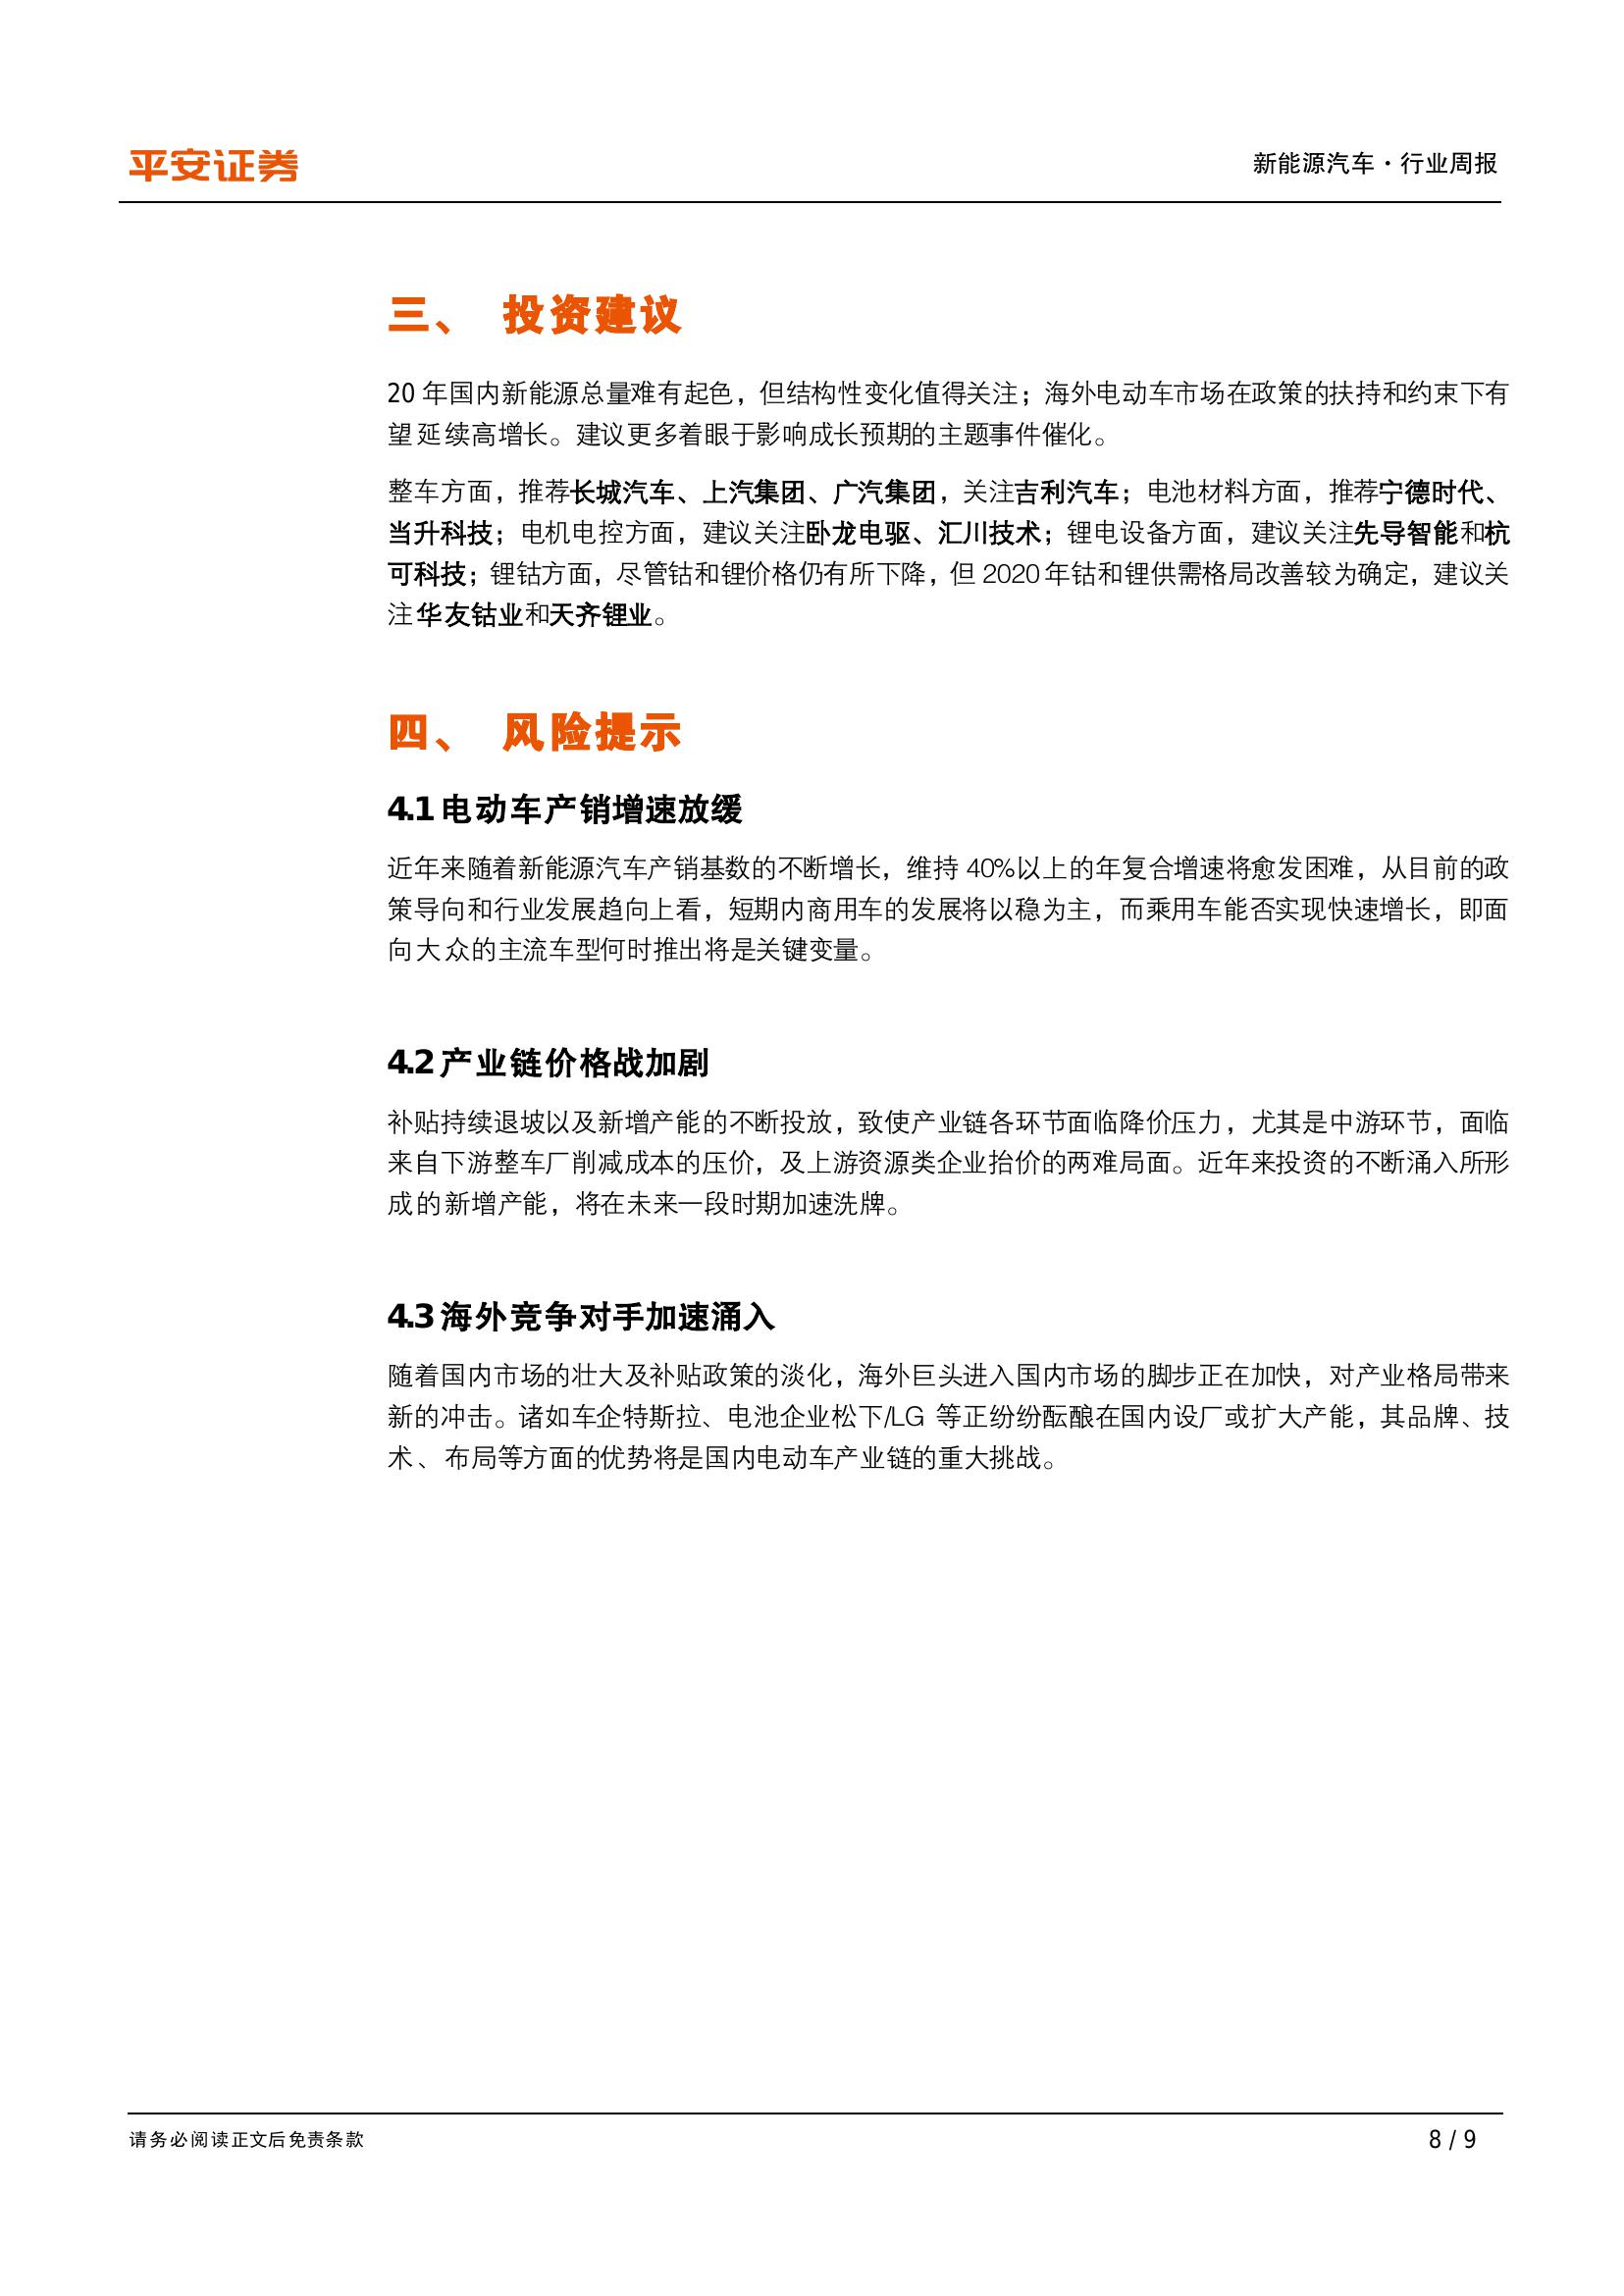 平安证券
新能源汽车·行业周报
三、 投资建议
20 年国内新能源总量难有起色，但结构性变化值得关注；海外电动车市场在政策的扶持和约束下有
望延续高增长。建议更多着眼于影响成长预期的主题事件催化。
整车方面，推荐长城汽车、上汽集团、广汽集团，关注吉利汽车；电池材料方面，推荐宁德时代、
当升科技；电机电控方面，建议关注卧龙电驱、汇川技术；锂电设备方面，建议关注先导智能和杭
可科技；锂钴方面，尽管钴和锂价格仍有所下降，但 2020 年钴和锂供需格局改善较为确定，建议关
注华友钴业和天齐锂业。
四、 风险提示
4.1 电动车产销增速放缓
近年来随着新能源汽车产销基数的不断增长，维持 40%以上的年复合增速将愈发困难，从目前的政
策导向和行业发展趋向上看，短期内商用车的发展将以稳为主，而乘用车能否实现快速增长，即面
向大众的主流车型何时推出将是关键变量。
4.2 产业链价格战加剧
补贴持续退坡以及新增产能的不断投放，致使产业链各环节面临降价压力，尤其是中游环节，面临
来自下游整车厂削减成本的压价，及上游资源类企业抬价的两难局面。近年来投资的不断涌入所形
成的新增产能，将在未来一段时期加速洗牌。
4.3 海外竞争对手加速涌入
随着国内市场的壮大及补贴政策的淡化，海外巨头进入国内市场的脚步正在加快，对产业格局带来
新的冲击。诸如车企特斯拉、电池企业松下/LG 等正纷纷酝酿在国内设厂或扩大产能，其品牌、技
术、布局等方面的优势将是国内电动车产业链的重大挑战。
请务必阅读正文后免责条款
8 / 9